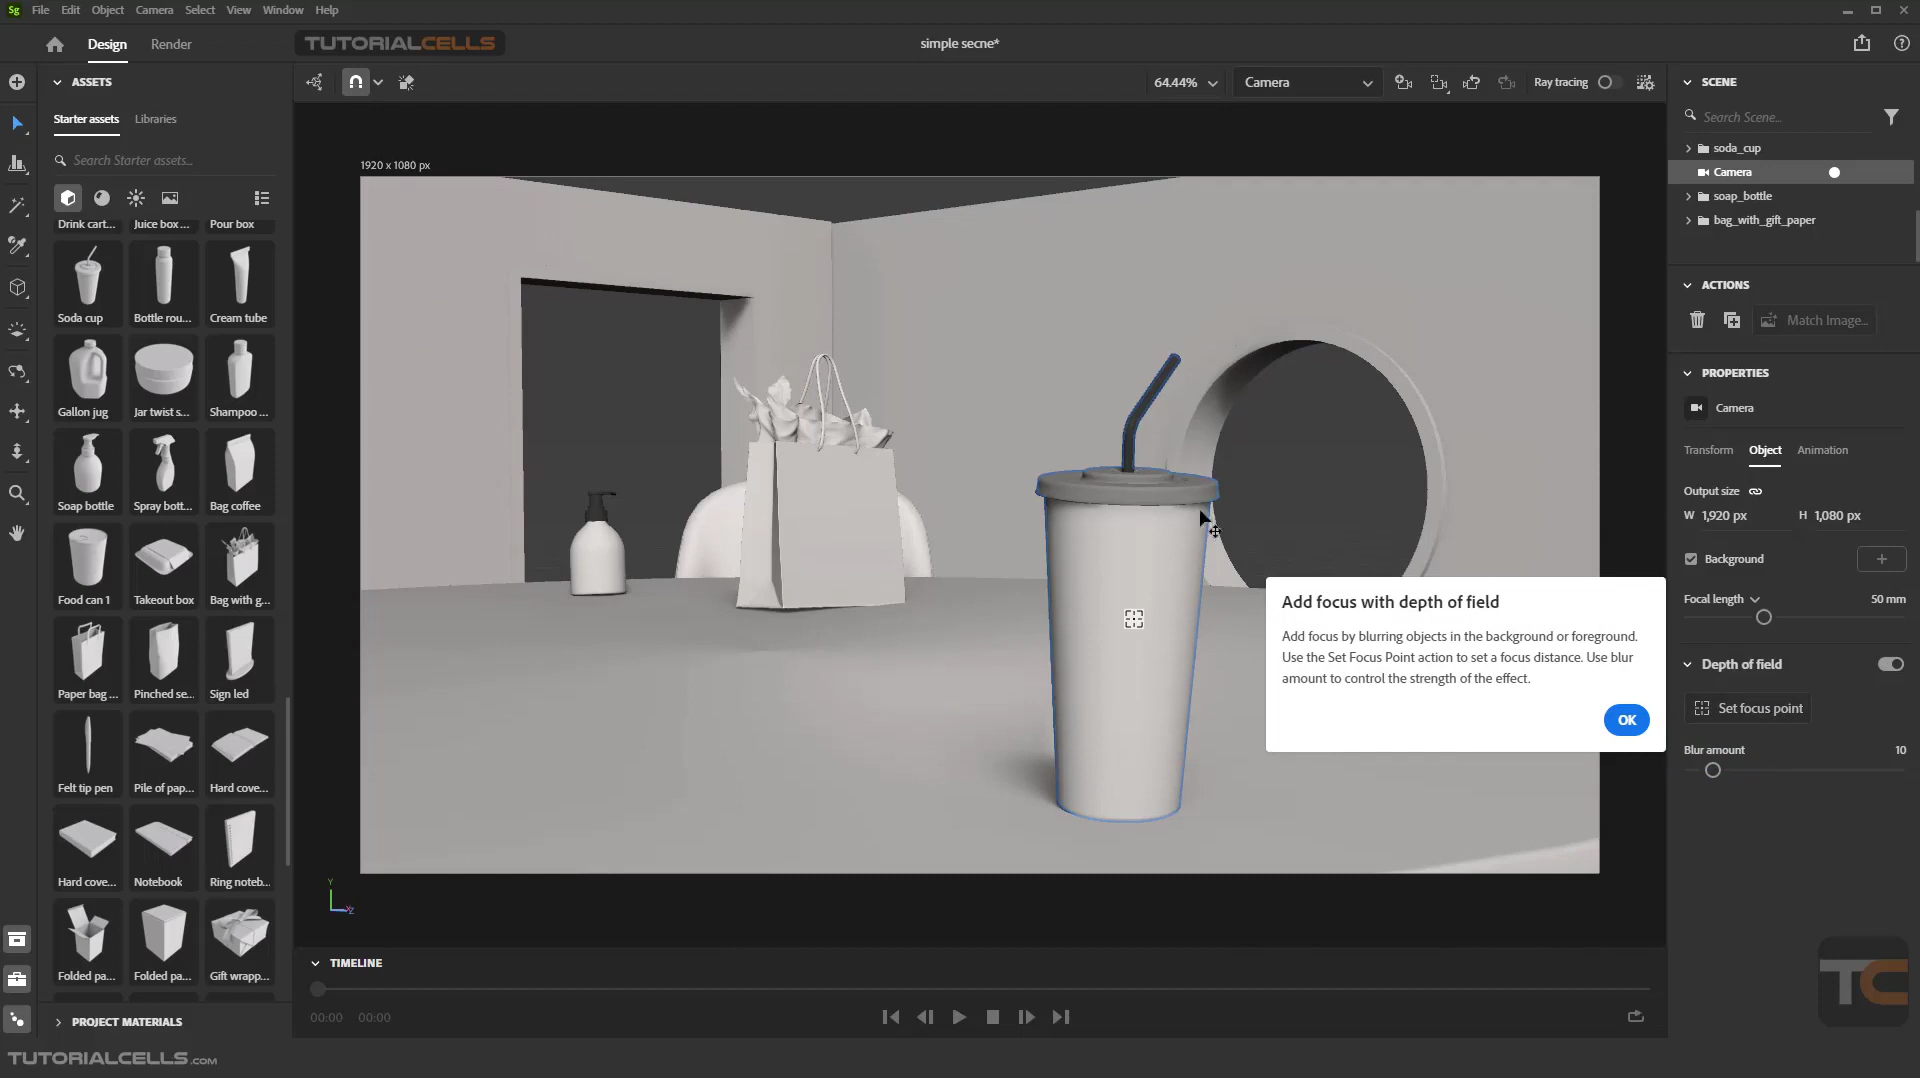 Sg File Edit Object Camera Select View Window Help
Design Render TUTORIALCELLS simple secne*
ASSETS 64.44% Camera Ray tracing SCENE
Starter assets Libraries
Search Starter assets...
Search Scene...
soda_cup
Camera
soap_bottle
bag_with_gift_paper
1920 x 1080 px
Drink cart... Juice box ... Pour box
Soda cup Bottle rou... Cream tube
Gallon jug Jar twist s... Shampoo ...
Soap bottle Spray bott... Bag coffee
Food can 1 Takeout box Bag with g...
Paper bag ... Pinched se... Sign led
Felt tip pen Pile of pap... Hard cove...
Hard cove... Notebook Ring noteb...
Folded pa... Folded pa... Gift wrapp...
PROJECT MATERIALS
ACTIONS
Match Image...
PROPERTIES
Camera
Transform Object Animation
Output size
W 1,920 px H 1,080 px
Background
Focal length 50 mm
Depth of field
Set focus point
Blur amount 10
Add focus with depth of field
Add focus by blurring objects in the background or foreground.
Use the Set Focus Point action to set a focus distance. Use blur
amount to control the strength of the effect.
OK
Y
Z
TIMELINE
00:00 00:00
TC
TUTORIALCELLS.COM